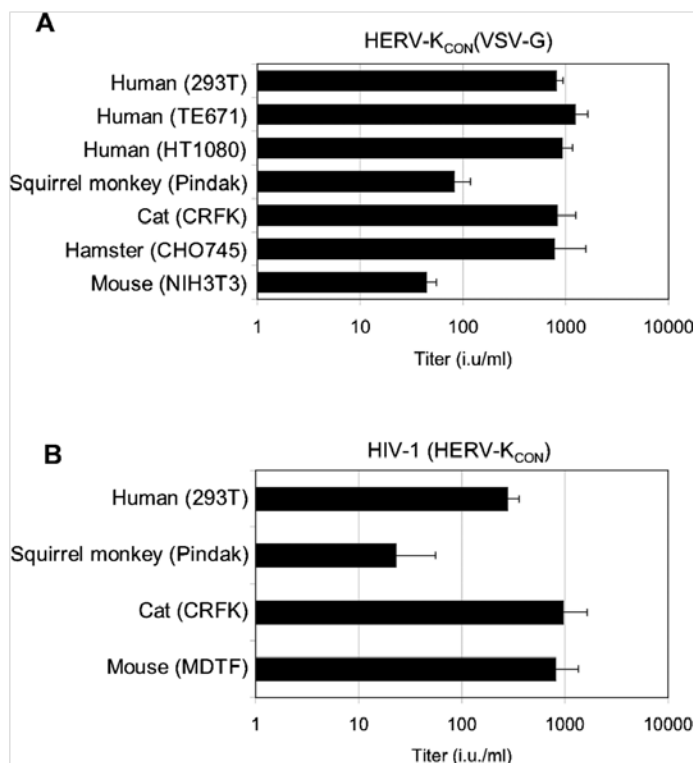 A
HERV-K_CON(VSV-G)
Human (293T)
Human (TE671)
Human (HT1080)
Squirrel monkey (Pindak)
Cat (CRFK)
Hamster (CHO745)
Mouse (NIH3T3)
1 10 100 1000 10000
Titer (i.u/ml)
B
HIV-1 (HERV-K_CON)
Human (293T)
Squirrel monkey (Pindak)
Cat (CRFK)
Mouse (MDTF)
1 10 100 1000 10000
Titer (i.u./ml)